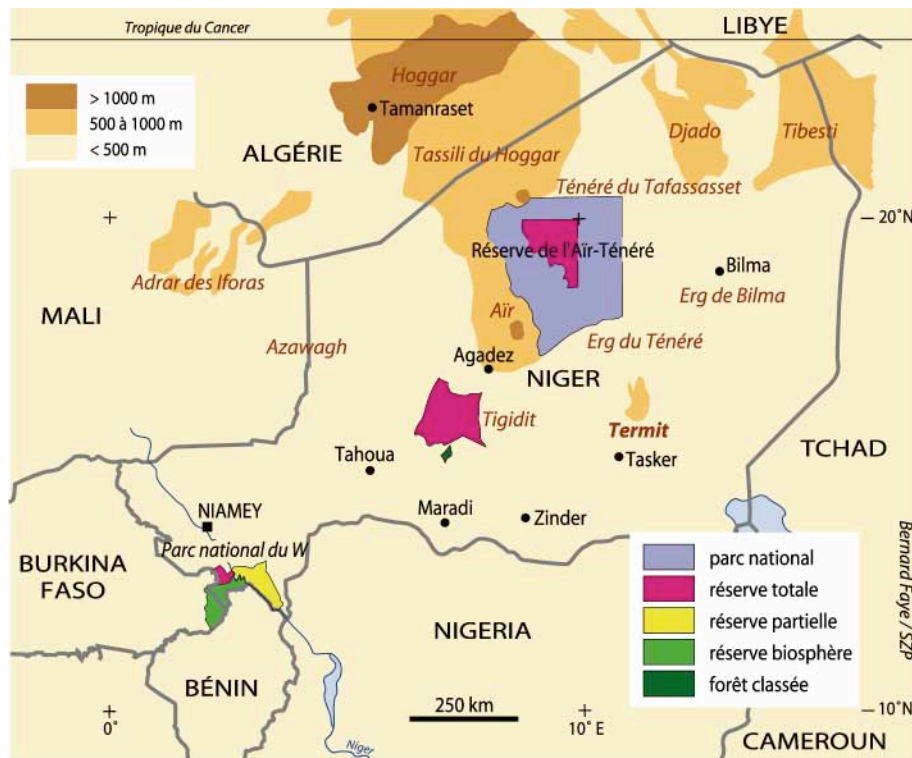 Tropique du Cancer
LIBYE
> 1000 m
500 à 1000 m
< 500 m
Hoggar
Tamanraset
ALGÉRIE
Tassili du Hoggar
Djado
Tibesti
Ténéré du Tafassasset
20°N
Réserve de l'Aïr-Ténéré
Bilma
Adrar des Iforas
Erg de Bilma
MALI
Aïr
Azawagh
Erg du Ténéré
Agadez
NIGER
Tigidit
Termit
TCHAD
Tahoua
Tasker
NIAMEY
Maradi
Zinder
Parc national du W
BURKINA
FASO
parc national
réserve totale
réserve partielle
réserve biosphère
forêt classée
Bernard Faye / SZP
NIGERIA
BÉNIN
250 km
0°
10° E
10°N
Niger
CAMEROUN